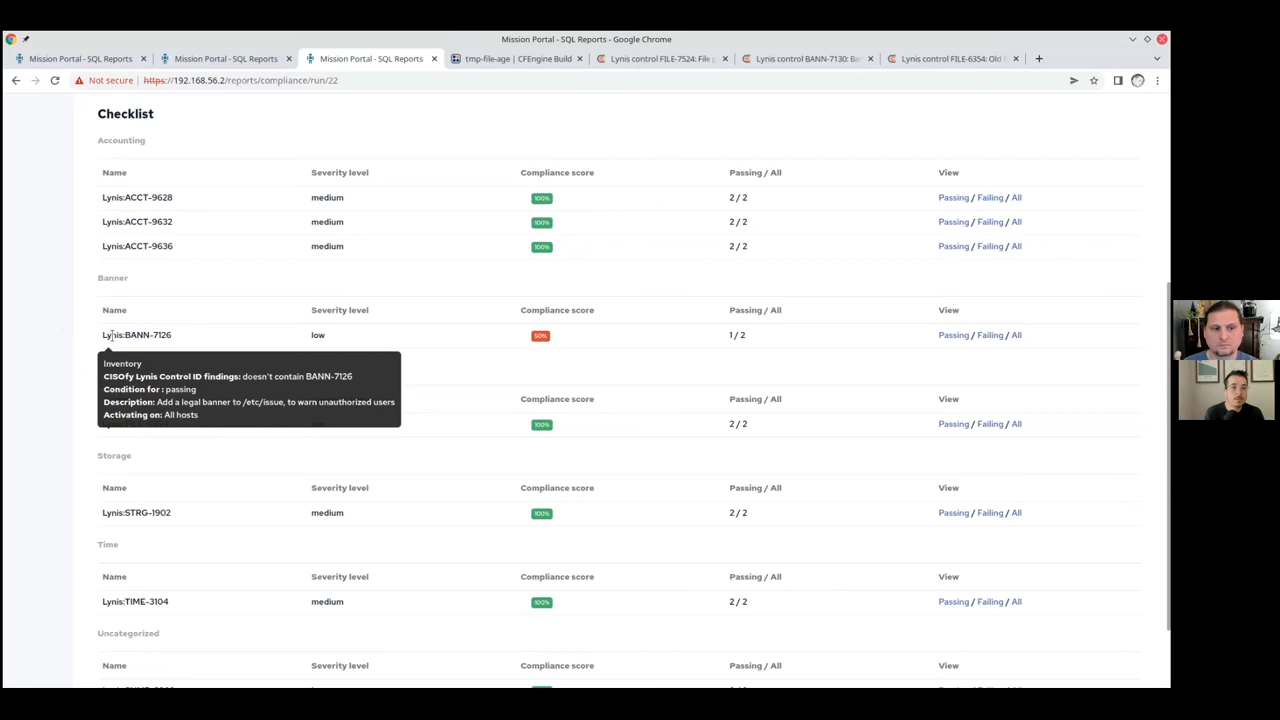 Mission Portal - SQL Reports - Google Chrome
Mission Portal - SQL Reports
Mission Portal - SQL Reports
Mission Portal - SQL Reports
tmp-file-age | CFEngine Build
Lynis control FILE-7524: File p
Lynis control BANN-7130: Ba
Lynis control FILE-6354: Old
Not secure https://192.168.56.2/reports/compliance/run/22
Checklist
Accounting
Name Severity level Compliance score Passing / All View
Lynis:ACCT-9628 medium 100% 2 / 2 Passing / Failing / All
Lynis:ACCT-9632 medium 100% 2 / 2 Passing / Failing / All
Lynis:ACCT-9636 medium 100% 2 / 2 Passing / Failing / All
Banner
Name Severity level Compliance score Passing / All View
Lynis:BANN-7126 low 50% 1 / 2 Passing / Failing / All
Inventory
CISOfy Lynis Control ID findings: doesn't contain BANN-7126
Condition for : passing
Description: Add a legal banner to /etc/issue, to warn unauthorized users
Activating on: All hosts
Compliance score Passing / All View
100% 2 / 2 Passing / Failing / All
Storage
Name Severity level Compliance score Passing / All View
Lynis:STRG-1902 medium 100% 2 / 2 Passing / Failing / All
Time
Name Severity level Compliance score Passing / All View
Lynis:TIME-3104 medium 100% 2 / 2 Passing / Failing / All
Uncategorized
Name Severity level Compliance score Passing / All View